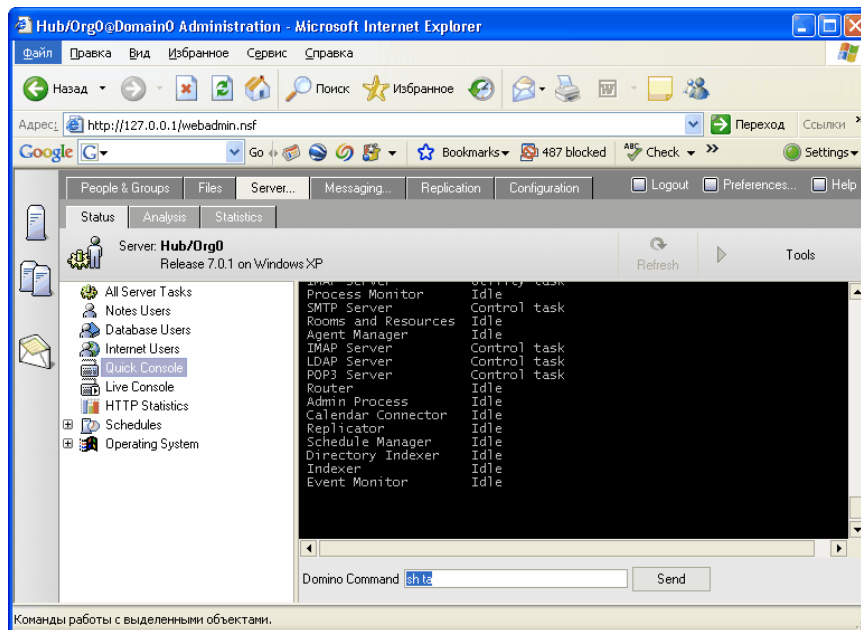 Hub/Org0@Domain0 Administration - Microsoft Internet Explorer
Файл Правка Вид Избранное Сервис Справка
Назад Поиск Избранное
Адрес: http://127.0.0.1/webadmin.nsf Переход Ссылки »
Google G Go Bookmarks 487 blocked ABC Check » Settings
People & Groups Files Server... Messaging... Replication Configuration Logout Preferences... Help
Status Analysis Statistics
Server: Hub/Org0
Release 7.0.1 on Windows XP
Refresh
Tools
All Server Tasks
Notes Users
Database Users
Internet Users
Quick Console
Live Console
HTTP Statistics
Schedules
Operating System
IMAP Server Utility task
Process Monitor Idle
SMTP Server Control task
Rooms and Resources Idle
Agent Manager Idle
IMAP Server Control task
LDAP Server Control task
POP3 Server Control task
Router Idle
Admin Process Idle
Calendar Connector Idle
Replicator Idle
Schedule Manager Idle
Directory Indexer Idle
Indexer Idle
Event Monitor Idle
Domino Command sh ta Send
Команды работы с выделенными объектами.